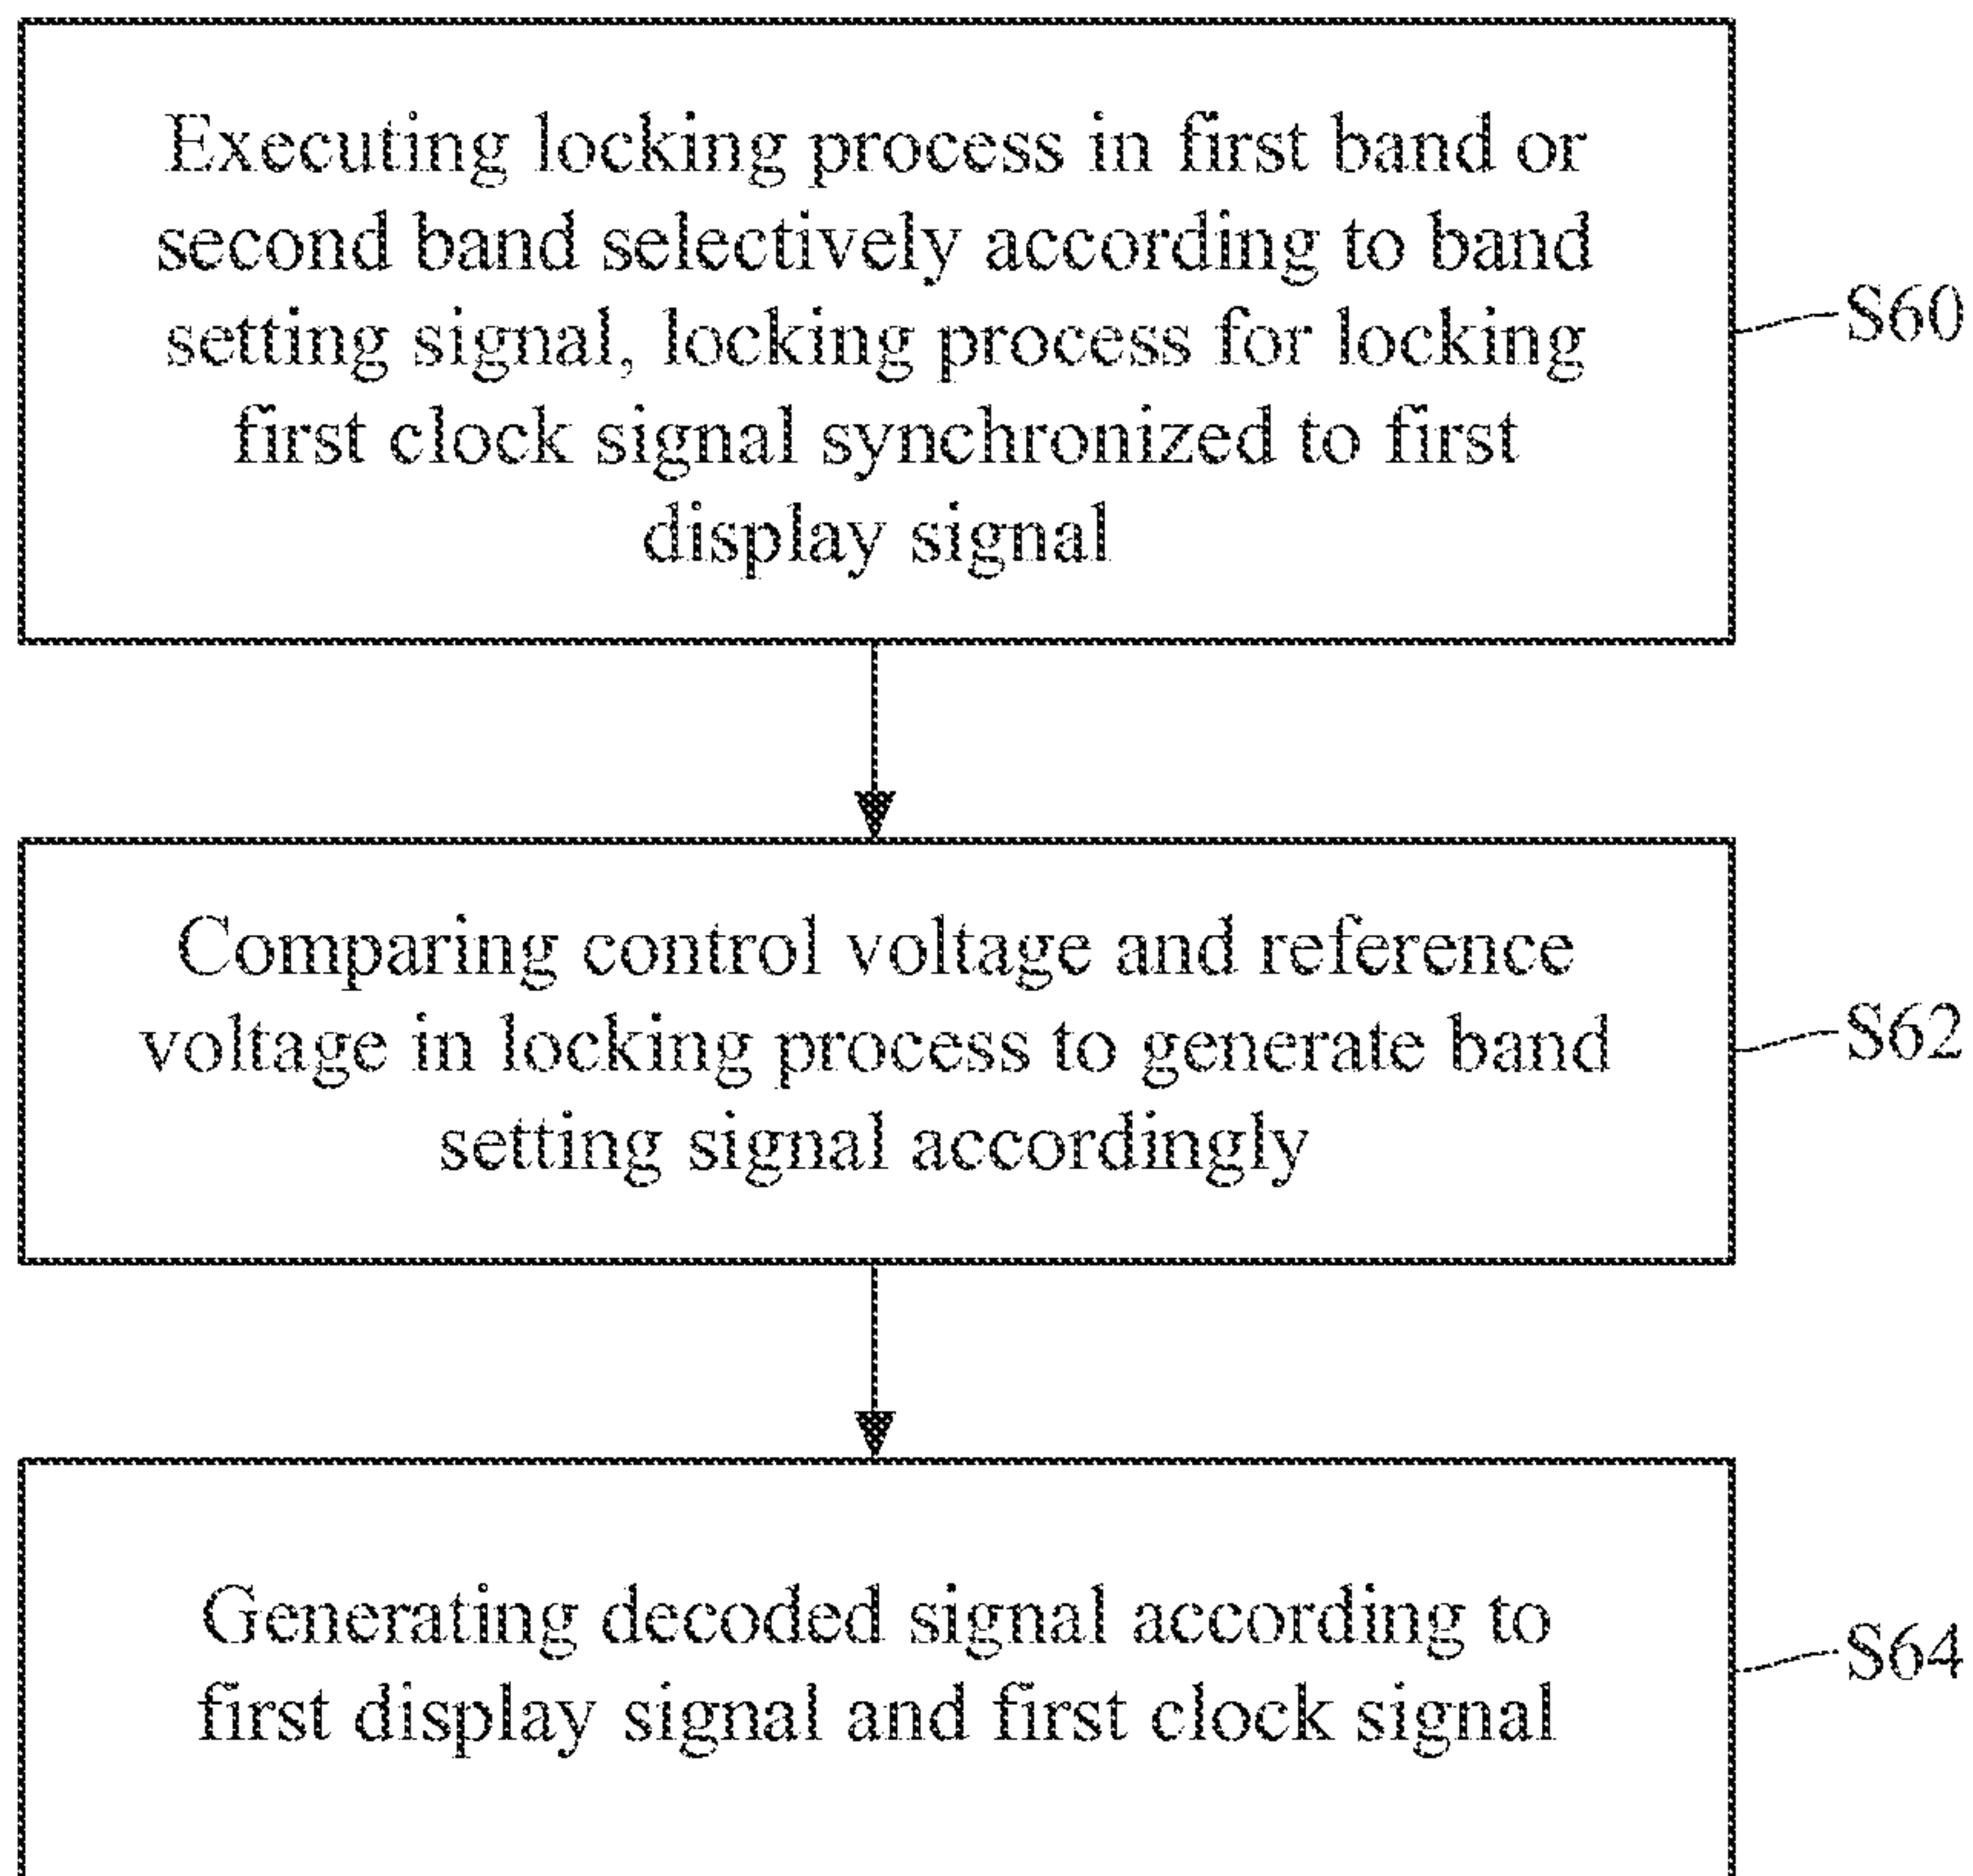 Executing locking process in first band or
second band selectively according to band
setting signal, locking process for locking
first clock signal synchronized to first
display signal
S60
Comparing control voltage and reference
voltage in locking process to generate band
setting signal accordingly
S62
Generating decoded signal according to
first display signal and first clock signal
S64